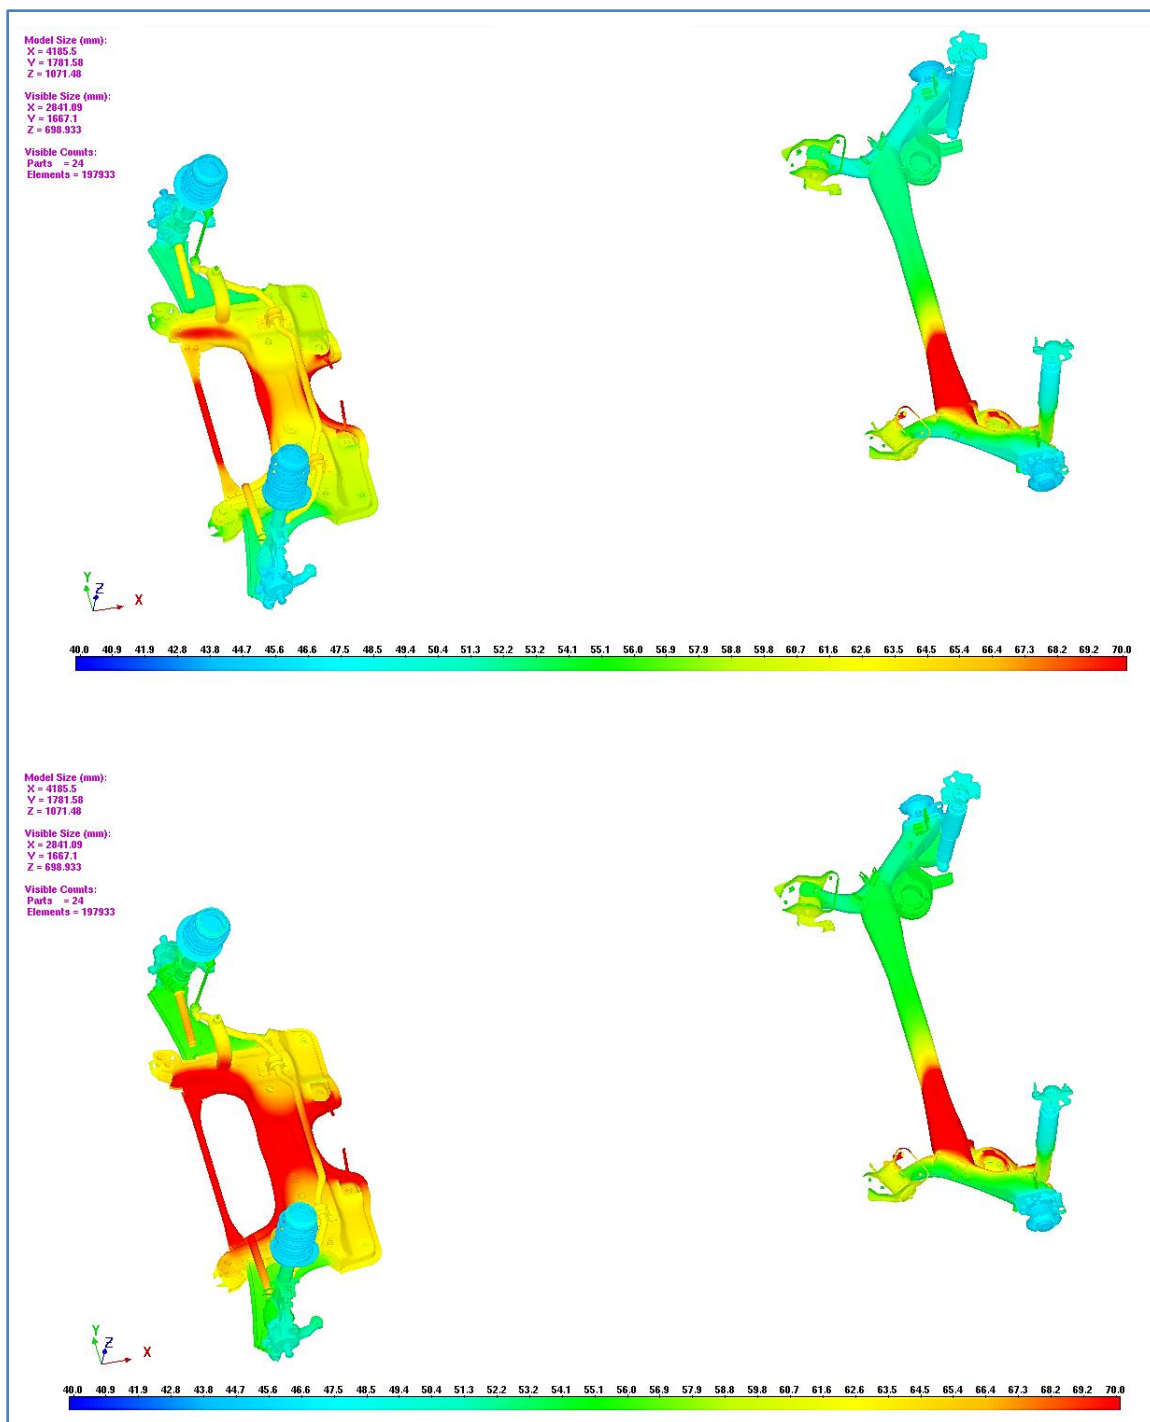 Model Size (mm):
X = 4185.5
Y = 1781.58
Z = 1071.48
Visible Size (mm):
X = 2841.09
Y = 1667.1
Z = 698.933
Visible Counts:
Parts = 24
Elements = 197933
Y
Z
X
40.0 40.9 41.9 42.8 43.8 44.7 45.6 46.6 47.5 48.5 49.4 50.4 51.3 52.2 53.2 54.1 55.1 56.0 56.9 57.9 58.8 59.8 60.7 61.6 62.6 63.5 64.5 65.4 66.4 67.3 68.2 69.2 70.0
Model Size (mm):
X = 4185.5
Y = 1781.58
Z = 1071.48
Visible Size (mm):
X = 2841.09
Y = 1667.1
Z = 698.933
Visible Counts:
Parts = 24
Elements = 197933
Y
Z
X
40.0 40.9 41.9 42.8 43.8 44.7 45.6 46.6 47.5 48.5 49.4 50.4 51.3 52.2 53.2 54.1 55.1 56.0 56.9 57.9 58.8 59.8 60.7 61.6 62.6 63.5 64.5 65.4 66.4 67.3 68.2 69.2 70.0